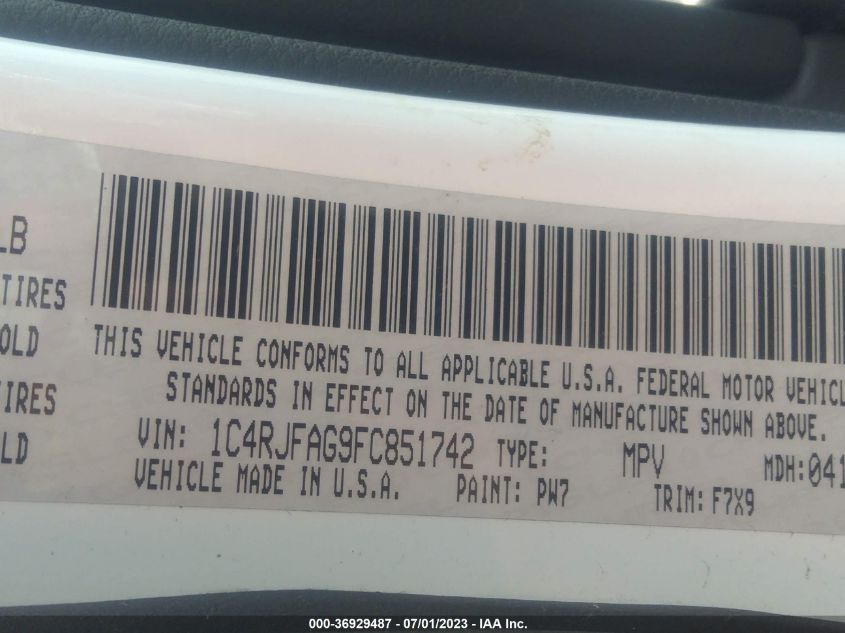 LB
TIRES
OLD
TIRES
LD
THIS VEHICLE CONFORMS TO ALL APPLICABLE U.S.A. FEDERAL MOTOR VEHICL
STANDARDS IN EFFECT ON THE DATE OF MANUFACTURE SHOWN ABOVE.
VIN: 1C4RJFAG9FC851742 TYPE: MPV MDH:041
VEHICLE MADE IN U.S.A. PAINT: PW7 TRIM: F7X9
000-36929487 - 07/01/2023 - IAA Inc.